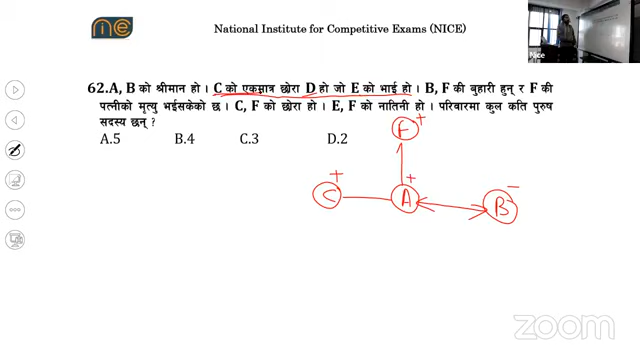 National Institute for Competitive Exams (NICE)
62.A, B को श्रीमान हो । C को एकमात्र छोरा D हो जो E को भाई हो । B, F की बुहारी हुन् र F की
पत्नीको मृत्यु भईसकेको छ । C, F को छोरा हो । E, F को नातिनी हो । परिवारमा कुल कति पुरुष
सदस्य छन् ?
A.5 B.4 C.3 D.2
F +
C + A + B -
zoom